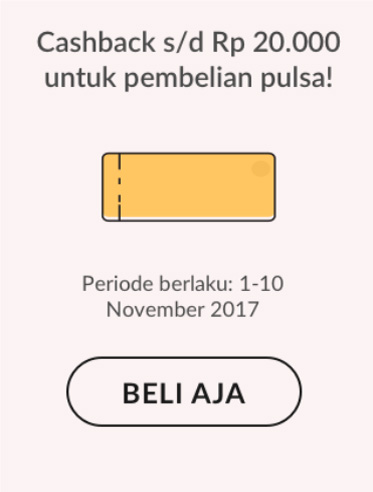 Cashback s/d Rp 20.000
untuk pembelian pulsa!
Periode berlaku: 1-10
November 2017
BELI AJA